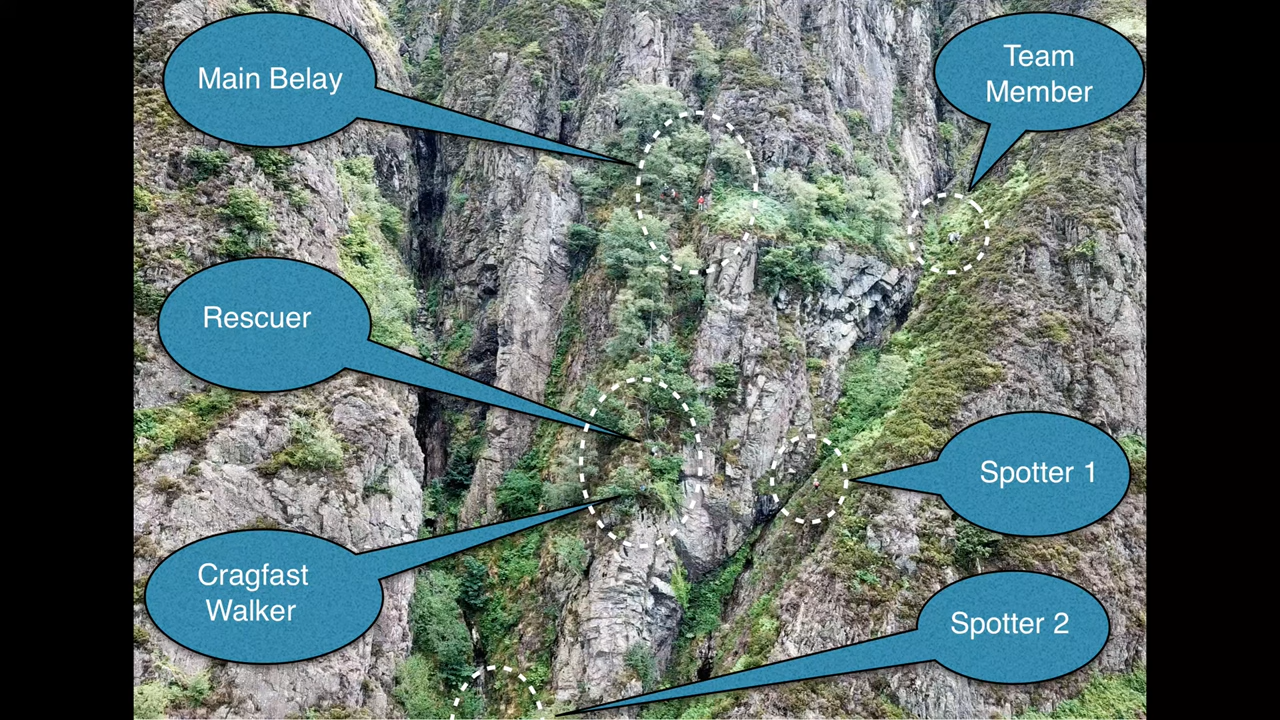 Main Belay
Team
Member
Rescuer
Spotter 1
Cragfast
Walker
Spotter 2